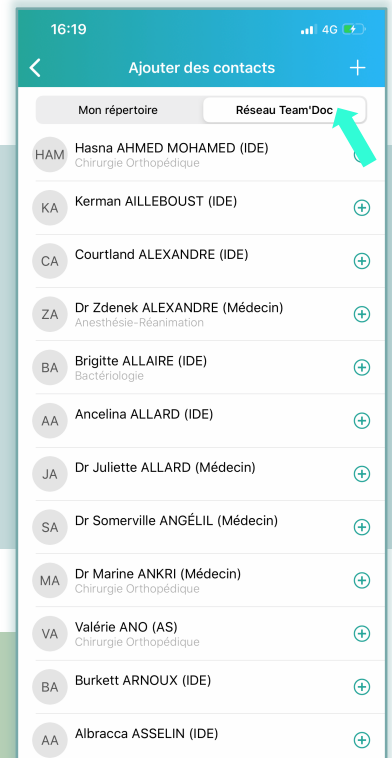 16:19
4G
Ajouter des contacts
Mon répertoire
Réseau Team'Doc
HAM
Hasna AHMED MOHAMED (IDE)
Chirurgie Orthopédique
KA
Kerman AILLEBOUST (IDE)
CA
Courtland ALEXANDRE (IDE)
ZA
Dr Zdenek ALEXANDRE (Médecin)
Anesthésie-Réanimation
BA
Brigitte ALLAIRE (IDE)
Bactériologie
AA
Ancelina ALLARD (IDE)
JA
Dr Juliette ALLARD (Médecin)
SA
Dr Somerville ANGÉLIL (Médecin)
MA
Dr Marine ANKRI (Médecin)
Chirurgie Orthopédique
VA
Valérie ANO (AS)
Chirurgie Orthopédique
BA
Burkett ARNOUX (IDE)
AA
Albracca ASSELIN (IDE)